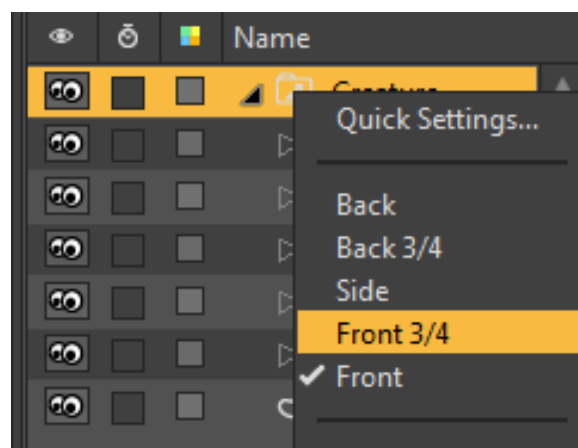 Name
Creature
Quick Settings...
Back
Back 3/4
Side
Front 3/4
Front